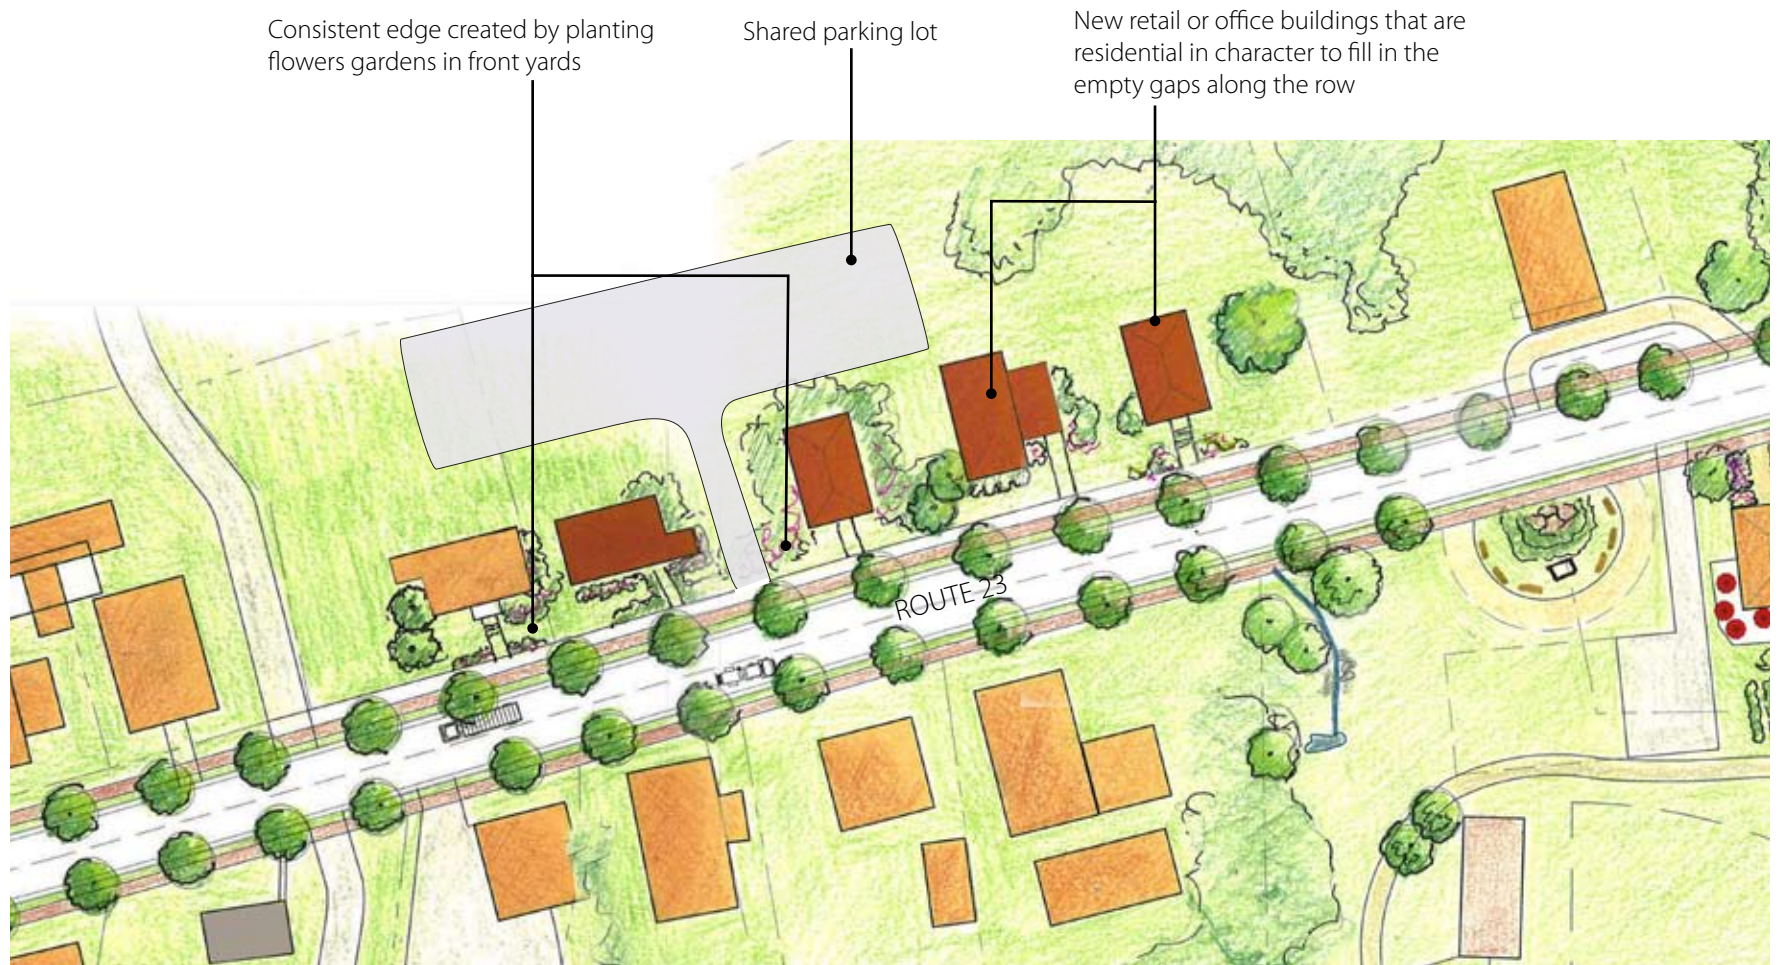 Consistent edge created by planting
flowers gardens in front yards
Shared parking lot
New retail or office buildings that are
residential in character to fill in the
empty gaps along the row
ROUTE 23